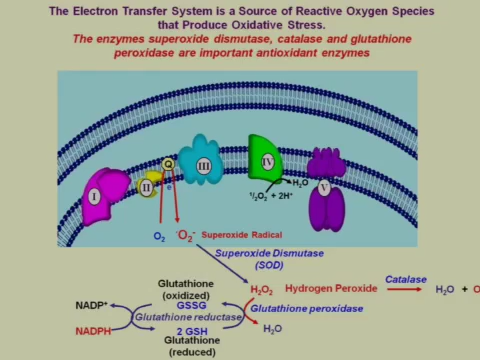 The Electron Transfer System is a Source of Reactive Oxygen Species
that Produce Oxidative Stress.
The enzymes superoxide dismutase, catalase and glutathione
peroxidase are important antioxidant enzymes
I
II
Q
e
III
IV
V
H₂O
¹/₂O₂ + 2H⁺
O₂
·O₂⁻ Superoxide Radical
Superoxide Dismutase
(SOD)
Catalase
H₂O₂ Hydrogen Peroxide
H₂O + O
Glutathione
(oxidized)
GSSG
NADP⁺
Glutathione reductase
Glutathione peroxidase
NADPH
2 GSH
H₂O
Glutathione
(reduced)